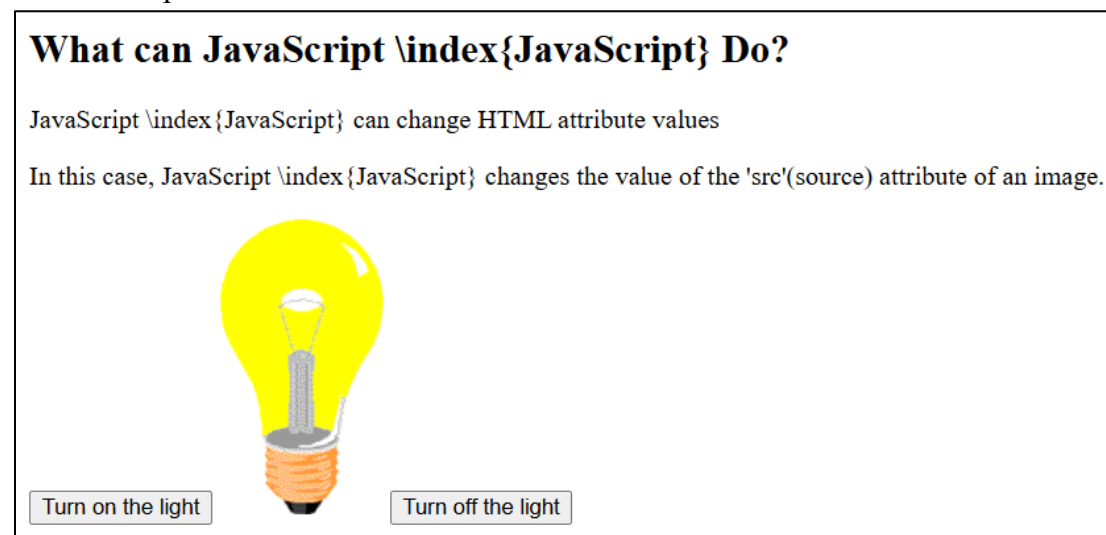 What can JavaScript \index{JavaScript} Do?
JavaScript \index{JavaScript} can change HTML attribute values
In this case, JavaScript \index{JavaScript} changes the value of the 'src'(source) attribute of an image.
Turn on the light
Turn off the light